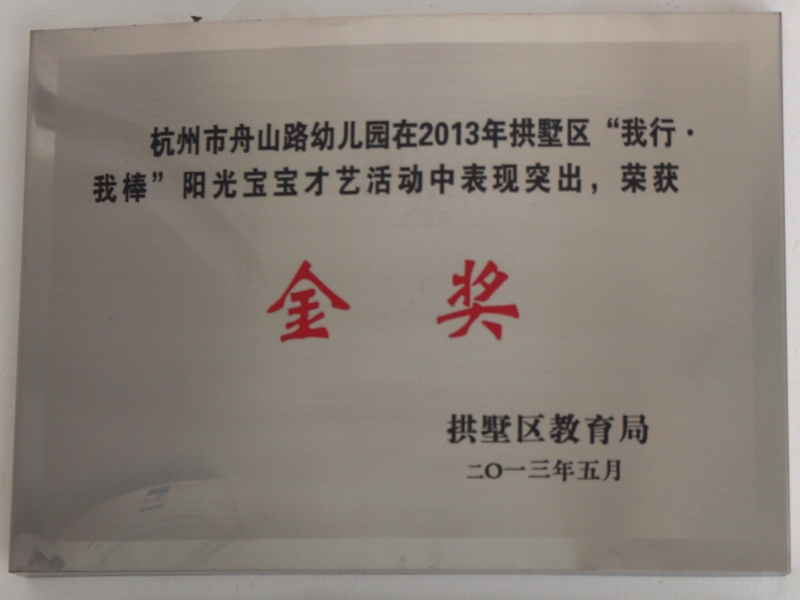 杭州市舟山路幼儿园在2013年拱墅区“我行·
我棒”阳光宝宝才艺活动中表现突出，荣获
金奖
拱墅区教育局
二〇一三年五月